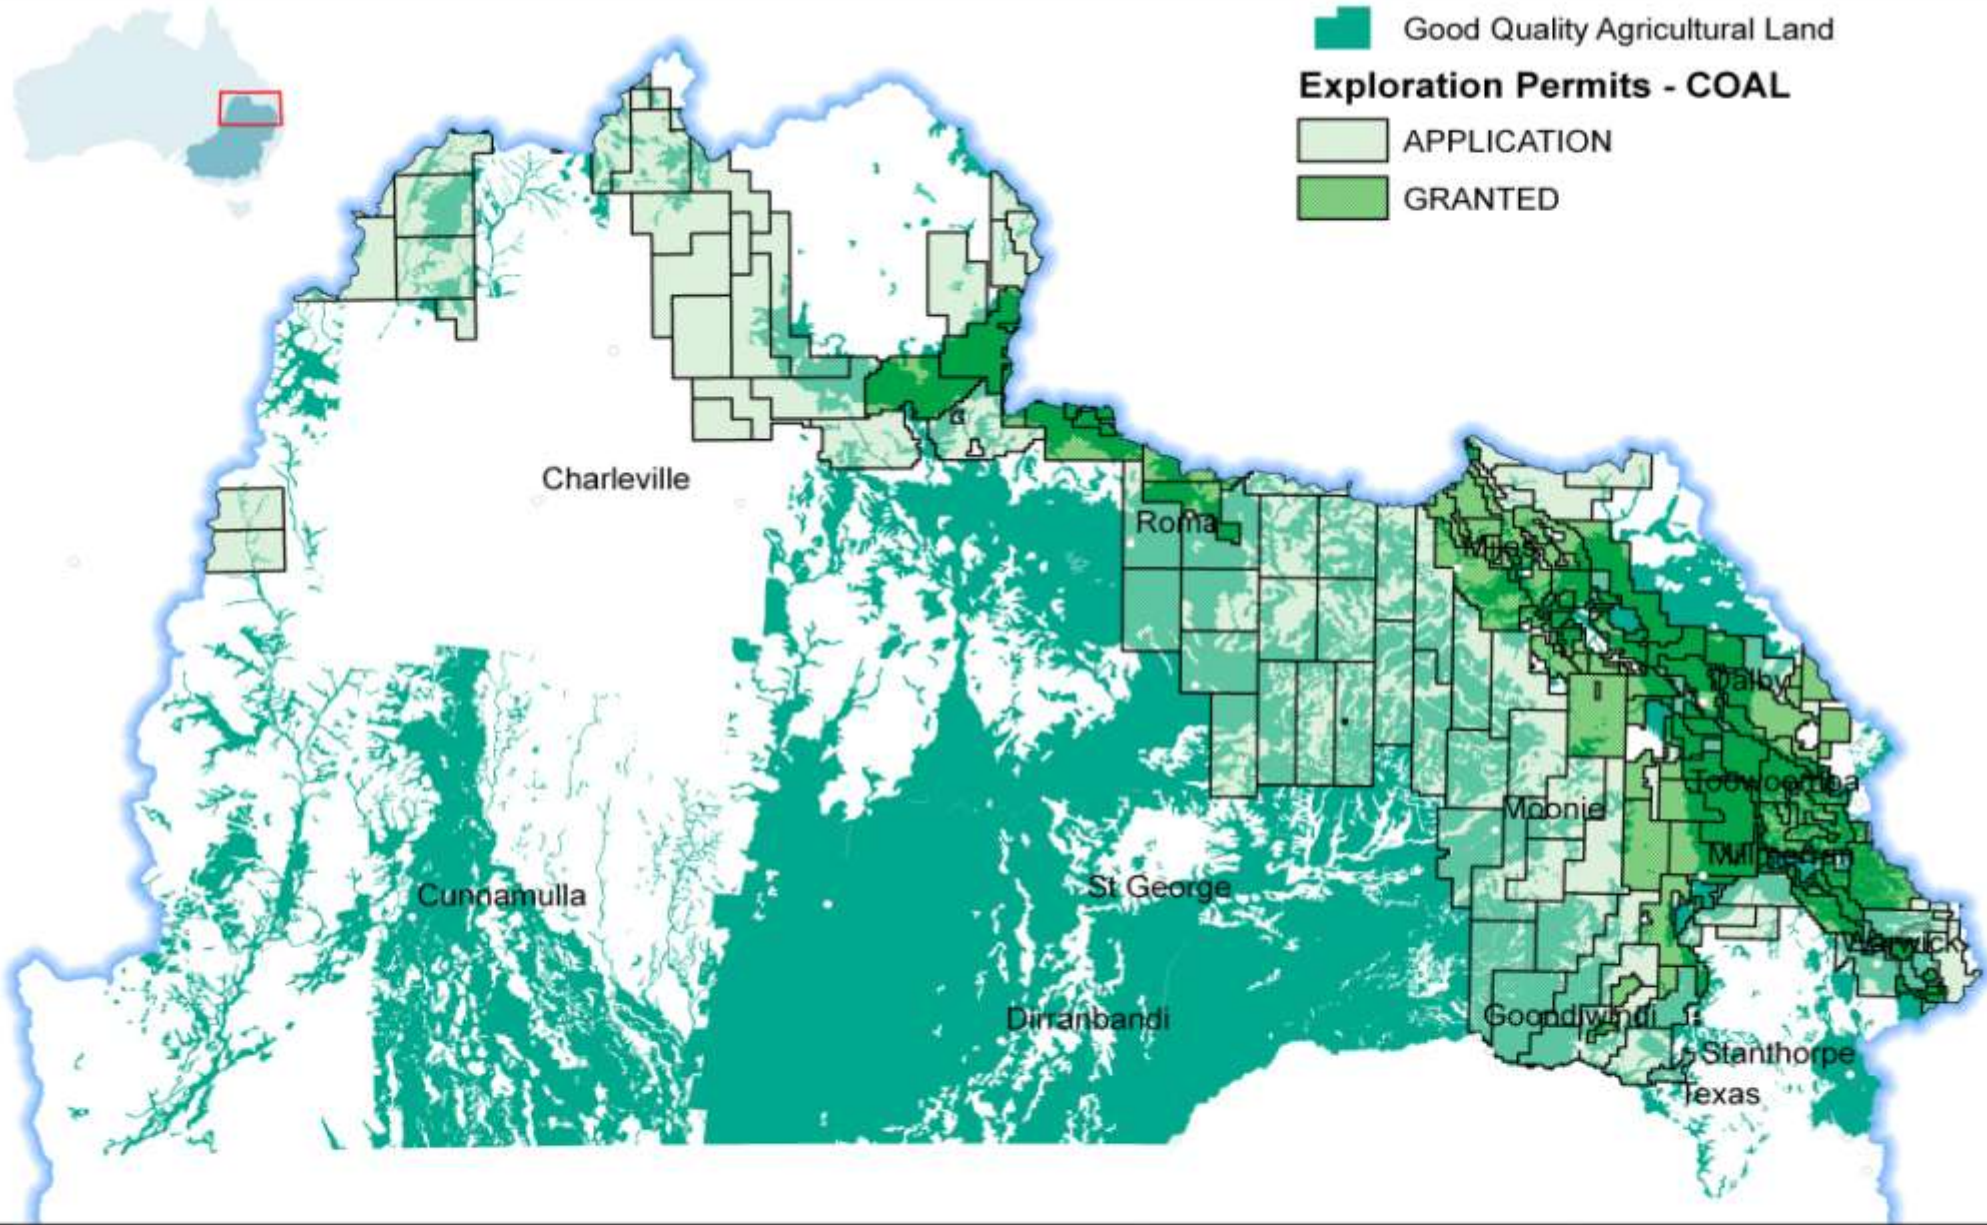 Good Quality Agricultural Land
Exploration Permits - COAL
APPLICATION
GRANTED
Charleville
Roma
Miles
Dalby
Toowoomba
Moonie
Millmerran
St George
Cunnamulla
Warwick
Dirranbandi
Goondiwindi
Stanthorpe
Texas